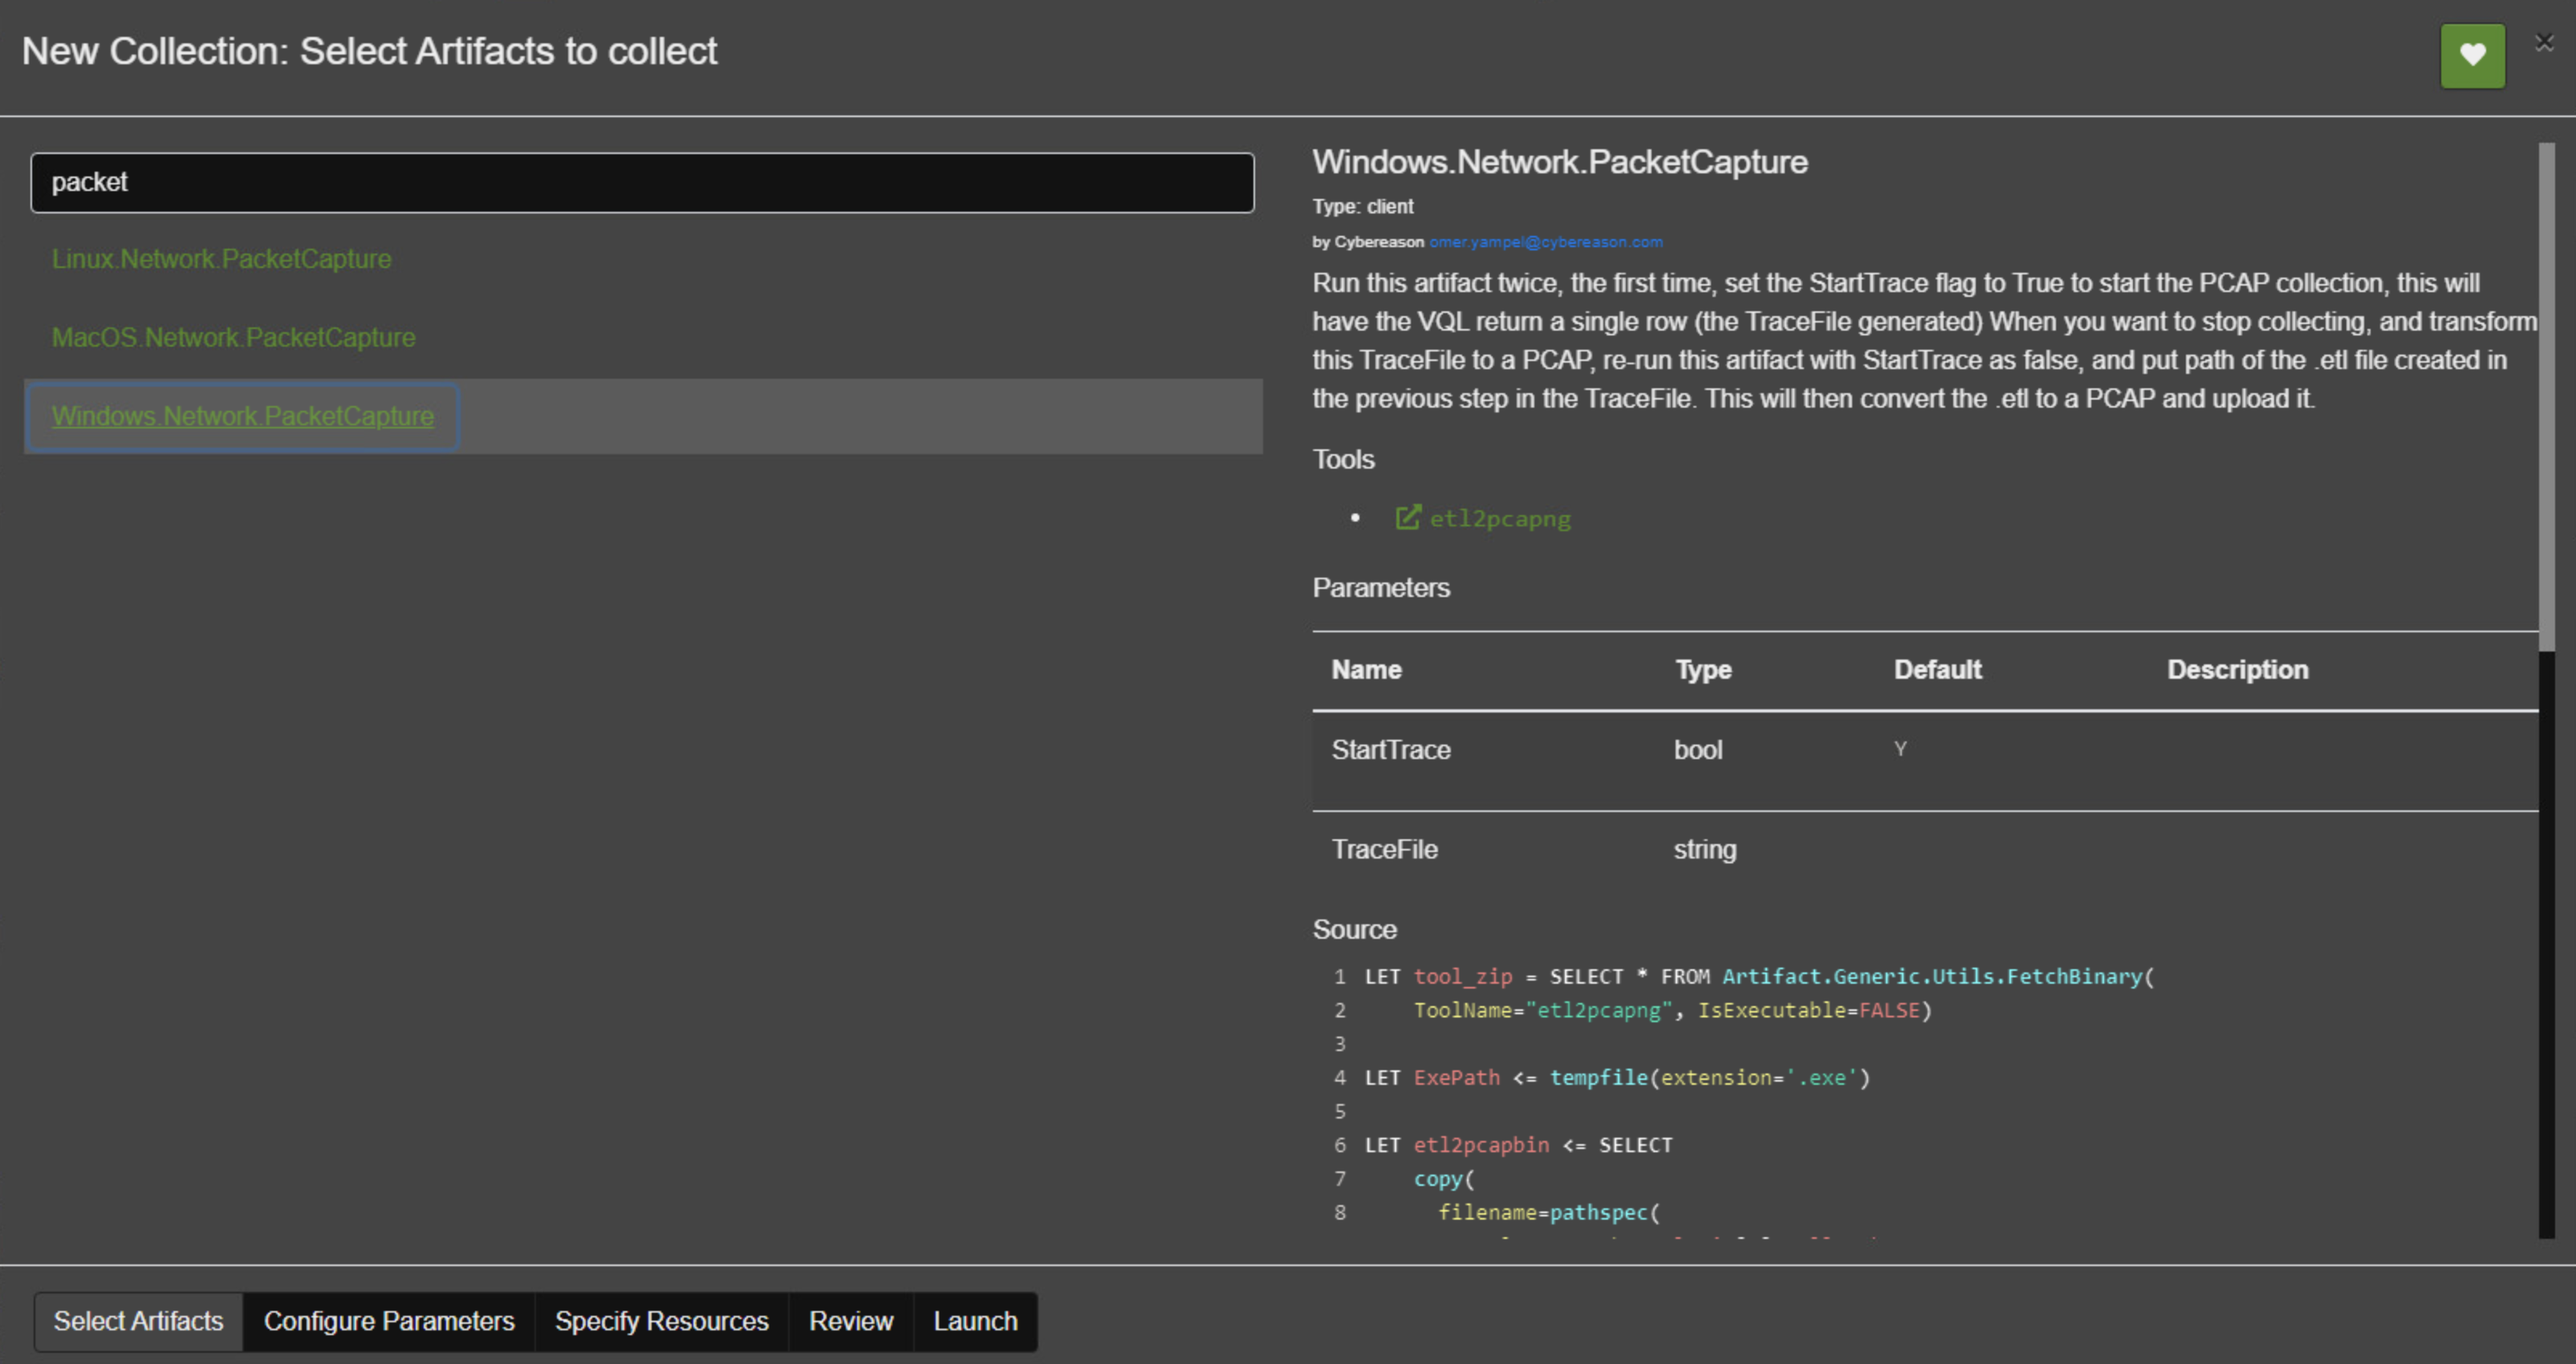 New Collection: Select Artifacts to collect
packet
Linux.Network.PacketCapture
MacOS.Network.PacketCapture
Windows.Network.PacketCapture
Windows.Network.PacketCapture
Type: client
by Cybereason omer.yampel@cybereason.com
Run this artifact twice, the first time, set the StartTrace flag to True to start the PCAP collection, this will
have the VQL return a single row (the TraceFile generated) When you want to stop collecting, and transform
this TraceFile to a PCAP, re-run this artifact with StartTrace as false, and put path of the .etl file created in
the previous step in the TraceFile. This will then convert the .etl to a PCAP and upload it.
Tools
• etl2pcapng
Parameters
Name Type Default Description
StartTrace bool Y
TraceFile string
Source
1 LET tool_zip = SELECT * FROM Artifact.Generic.Utils.FetchBinary(
2 ToolName="etl2pcapng", IsExecutable=FALSE)
3
4 LET ExePath <= tempfile(extension='.exe')
5
6 LET etl2pcapbin <= SELECT
7 copy(
8 filename=pathspec(
Select Artifacts Configure Parameters Specify Resources Review Launch